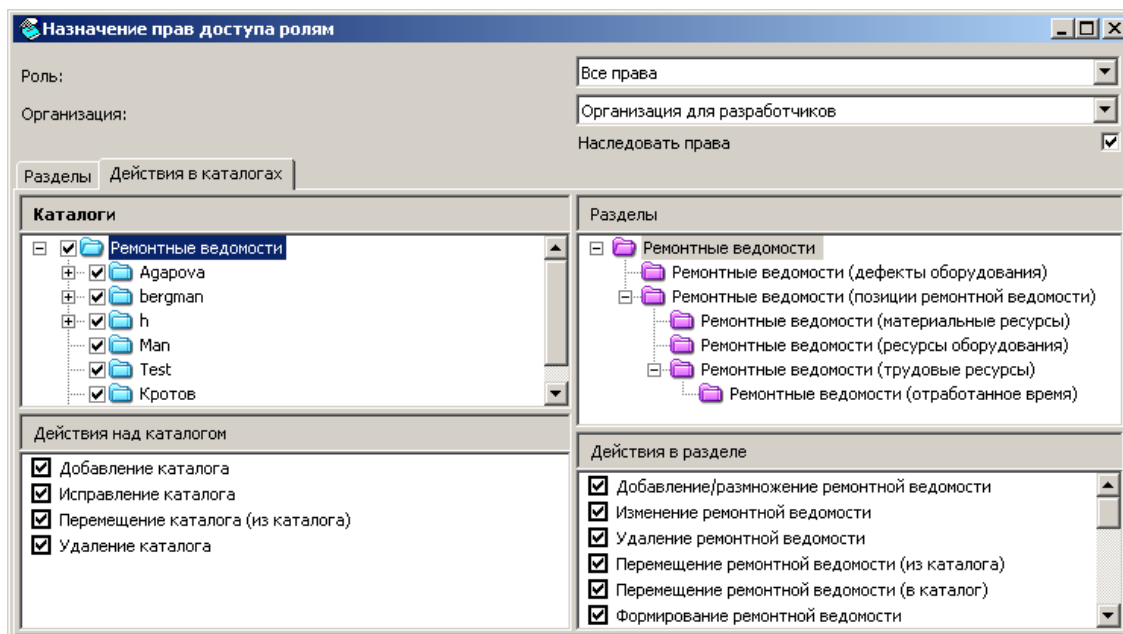 Назначение прав доступа ролям
Роль:
Все права
Организация:
Организация для разработчиков
Наследовать права
Разделы
Действия в каталогах
Каталоги
Ремонтные ведомости
Agapova
bergman
h
Man
Test
Кротов
Разделы
Ремонтные ведомости
Ремонтные ведомости (дефекты оборудования)
Ремонтные ведомости (позиции ремонтной ведомости)
Ремонтные ведомости (материальные ресурсы)
Ремонтные ведомости (ресурсы оборудования)
Ремонтные ведомости (трудовые ресурсы)
Ремонтные ведомости (отработанное время)
Действия над каталогом
Добавление каталога
Исправление каталога
Перемещение каталога (из каталога)
Удаление каталога
Действия в разделе
Добавление/размножение ремонтной ведомости
Изменение ремонтной ведомости
Удаление ремонтной ведомости
Перемещение ремонтной ведомости (из каталога)
Перемещение ремонтной ведомости (в каталог)
Формирование ремонтной ведомости